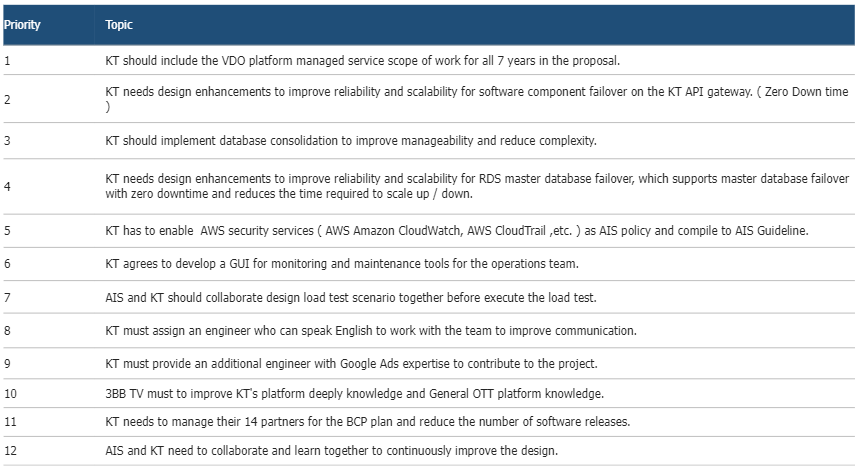 Priority Topic
1 KT should include the VDO platform managed service scope of work for all 7 years in the proposal.
2 KT needs design enhancements to improve reliability and scalability for software component failover on the KT API gateway. ( Zero Down time
)
3 KT should implement database consolidation to improve manageability and reduce complexity.
4 KT needs design enhancements to improve reliability and scalability for RDS master database failover, which supports master database failover
with zero downtime and reduces the time required to scale up / down.
5 KT has to enable  AWS security services ( AWS Amazon CloudWatch, AWS CloudTrail ,etc. ) as AIS policy and compile to AIS Guideline.
6 KT agrees to develop a GUI for monitoring and maintenance tools for the operations team.
7 AIS and KT should collaborate design load test scenario together before execute the load test.
8 KT must assign an engineer who can speak English to work with the team to improve communication.
9 KT must provide an additional engineer with Google Ads expertise to contribute to the project.
10 3BB TV must to improve KT's platform deeply knowledge and General OTT platform knowledge.
11 KT needs to manage their 14 partners for the BCP plan and reduce the number of software releases.
12 AIS and KT need to collaborate and learn together to continuously improve the design.